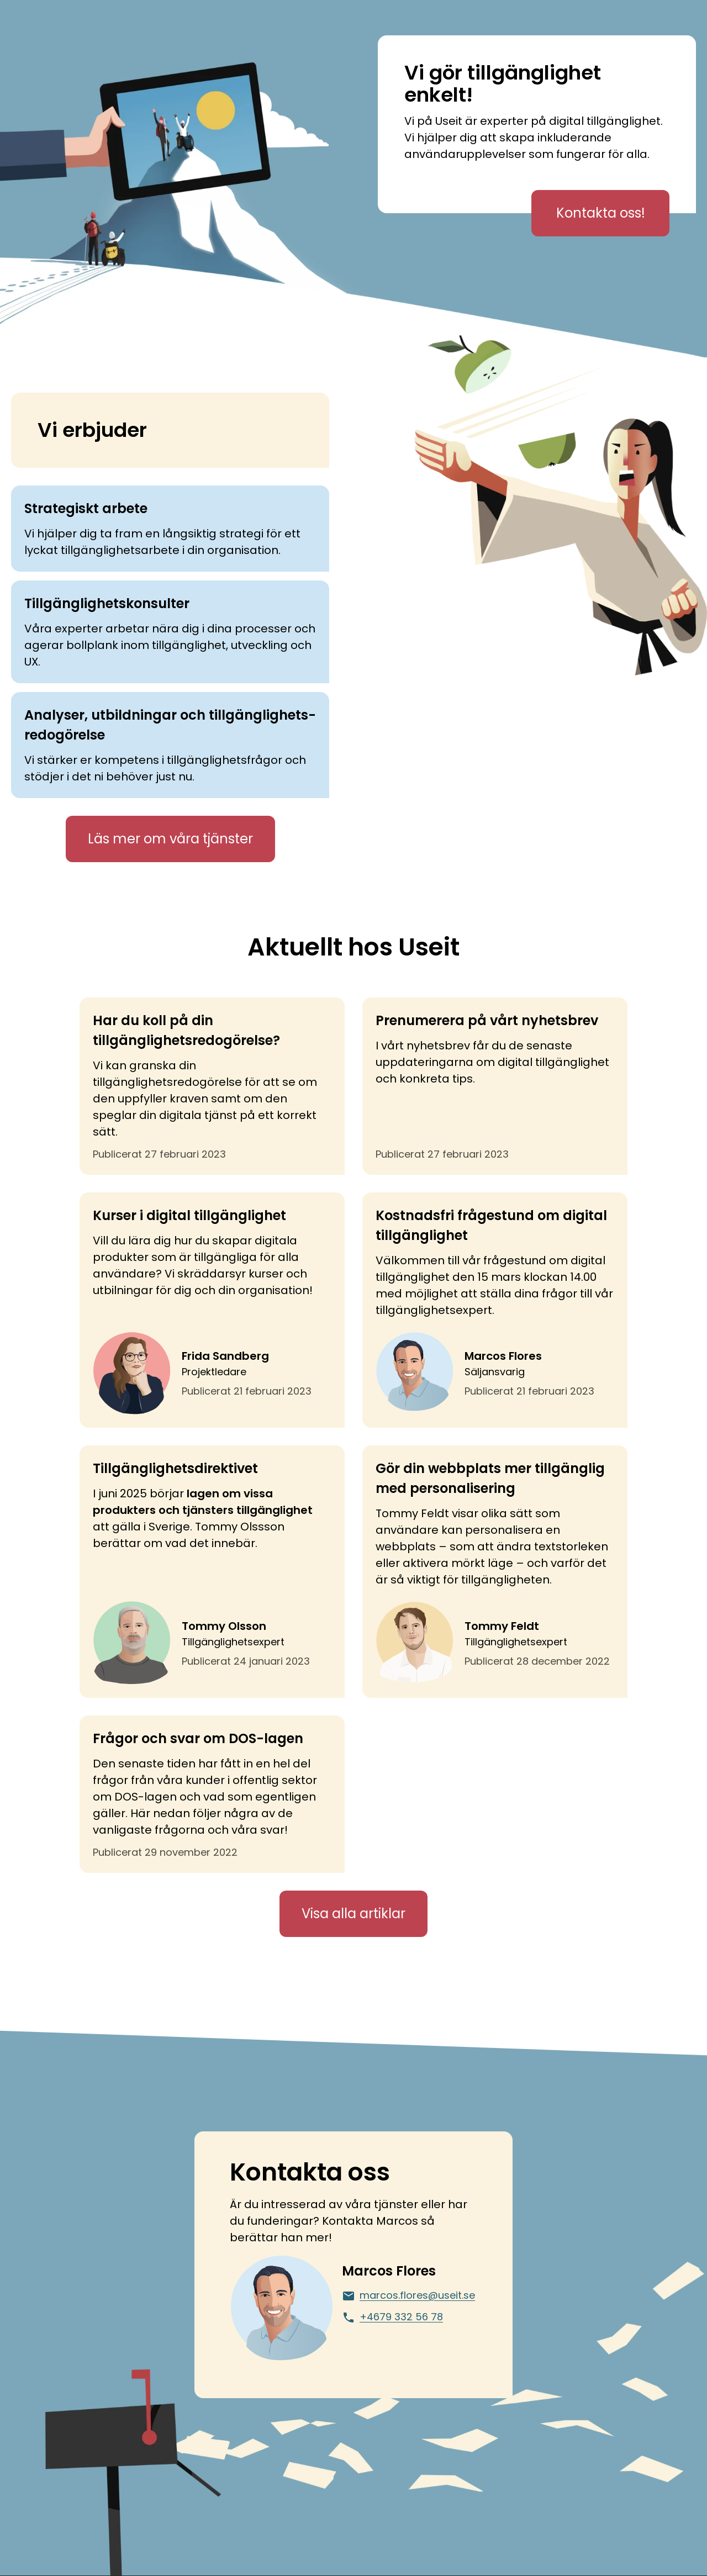 Vi gör tillgänglighet
enkelt!
Vi på Useit är experter på digital tillgänglighet.
Vi hjälper dig att skapa inkluderande
användarupplevelser som fungerar för alla.
Kontakta oss!
Vi erbjuder
Strategiskt arbete
Vi hjälper dig ta fram en långsiktig strategi för ett
lyckat tillgänglighetsarbete i din organisation.
Tillgänglighetskonsulter
Våra experter arbetar nära dig i dina processer och
agerar bollplank inom tillgänglighet, utveckling och
UX.
Analyser, utbildningar och tillgänglighets-
redogörelse
Vi stärker er kompetens i tillgänglighetsfrågor och
stödjer i det ni behöver just nu.
Läs mer om våra tjänster
Aktuellt hos Useit
Har du koll på din
tillgänglighetsredogörelse?
Vi kan granska din
tillgänglighetsredogörelse för att se om
den uppfyller kraven samt om den
speglar din digitala tjänst på ett korrekt
sätt.
Publicerat 27 februari 2023
Prenumerera på vårt nyhetsbrev
I vårt nyhetsbrev får du de senaste
uppdateringarna om digital tillgänglighet
och konkreta tips.
Publicerat 27 februari 2023
Kurser i digital tillgänglighet
Vill du lära dig hur du skapar digitala
produkter som är tillgängliga för alla
användare? Vi skräddarsyr kurser och
utbilningar för dig och din organisation!
Frida Sandberg
Projektledare
Publicerat 21 februari 2023
Kostnadsfri frågestund om digital
tillgänglighet
Välkommen till vår frågestund om digital
tillgänglighet den 15 mars klockan 14.00
med möjlighet att ställa dina frågor till vår
tillgänglighetsexpert.
Marcos Flores
Säljansvarig
Publicerat 21 februari 2023
Tillgänglighetsdirektivet
I juni 2025 börjar lagen om vissa
produkters och tjänsters tillgänglighet
att gälla i Sverige. Tommy Olssson
berättar om vad det innebär.
Tommy Olsson
Tillgänglighetsexpert
Publicerat 24 januari 2023
Gör din webbplats mer tillgänglig
med personalisering
Tommy Feldt visar olika sätt som
användare kan personalisera en
webbplats – som att ändra textstorleken
eller aktivera mörkt läge – och varför det
är så viktigt för tillgängligheten.
Tommy Feldt
Tillgänglighetsexpert
Publicerat 28 december 2022
Frågor och svar om DOS-lagen
Den senaste tiden har fått in en hel del
frågor från våra kunder i offentlig sektor
om DOS-lagen och vad som egentligen
gäller. Här nedan följer några av de
vanligaste frågorna och våra svar!
Publicerat 29 november 2022
Visa alla artiklar
Kontakta oss
Är du intresserad av våra tjänster eller har
du funderingar? Kontakta Marcos så
berättar han mer!
Marcos Flores
marcos.flores@useit.se
+4679 332 56 78